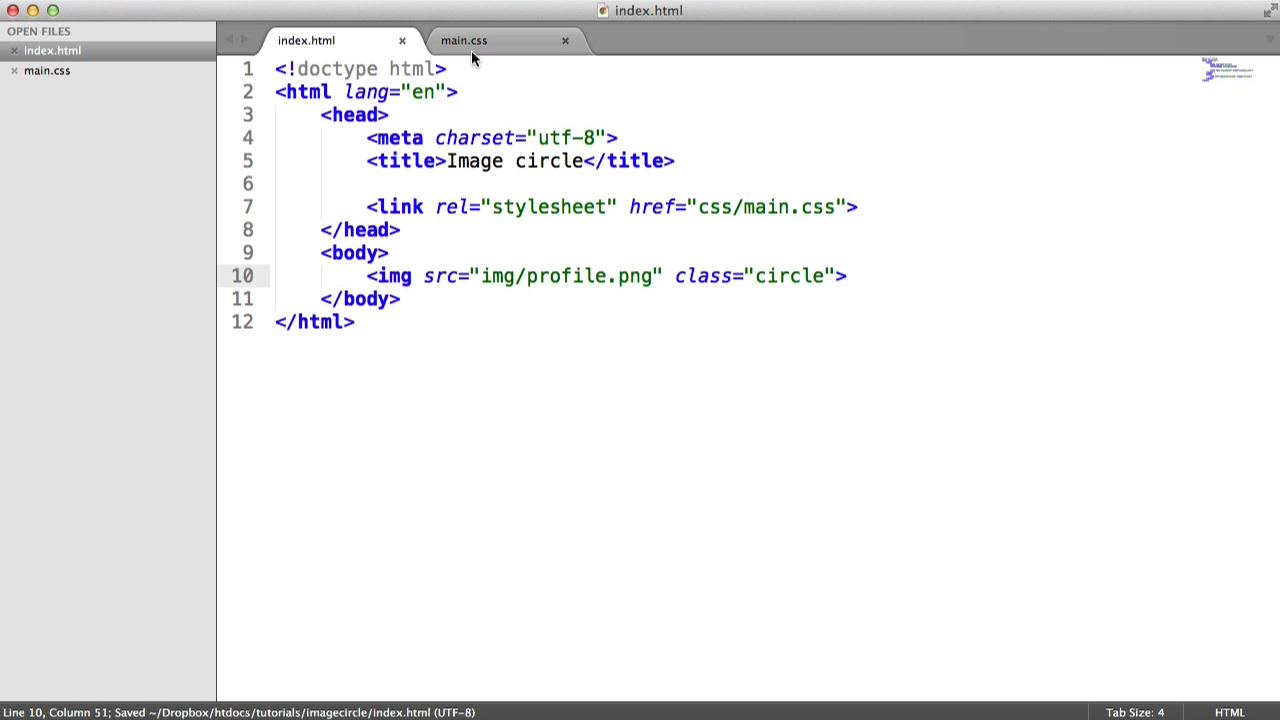 index.html
OPEN FILES
index.html
main.css
index.html
main.css
1 <!doctype html>
2 <html lang="en">
3 <head>
4 <meta charset="utf-8">
5 <title>Image circle</title>
6
7 <link rel="stylesheet" href="css/main.css">
8 </head>
9 <body>
10 <img src="img/profile.png" class="circle">
11 </body>
12 </html>
Line 10, Column 51; Saved ~/Dropbox/htdocs/tutorials/imagecircle/index.html (UTF-8)
Tab Size: 4
HTML